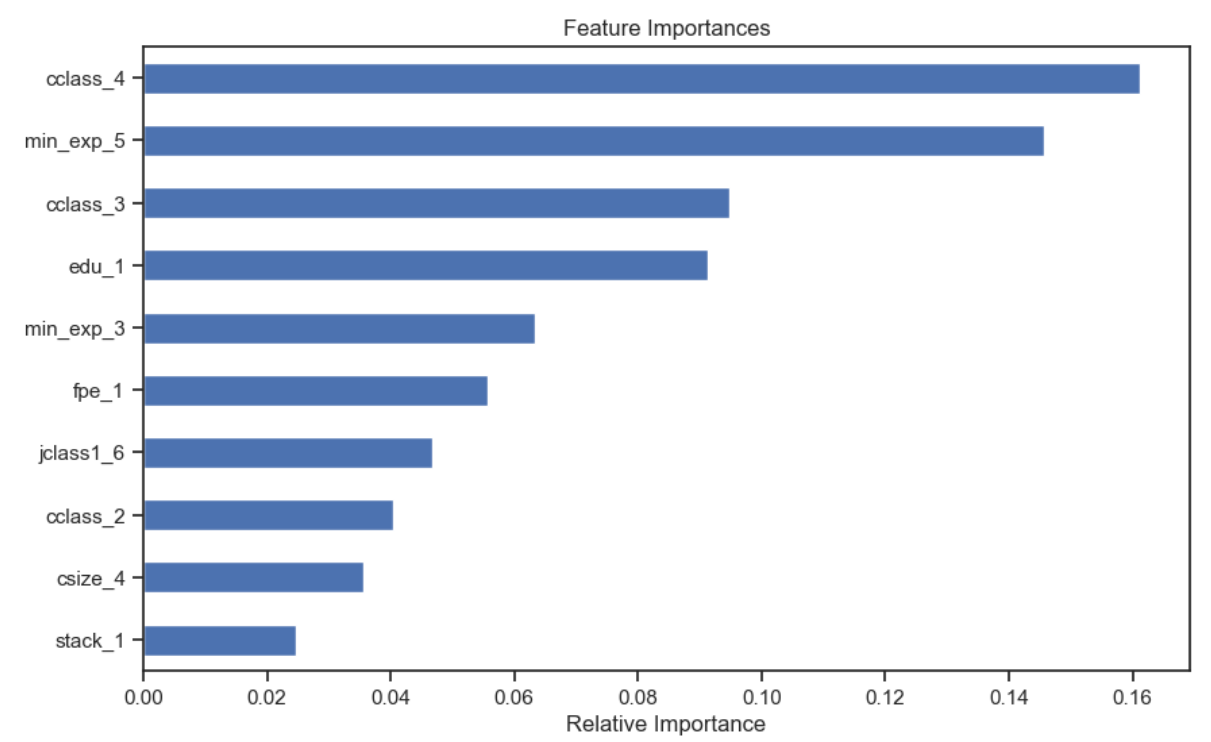 Feature Importances
cclass_4
min_exp_5
cclass_3
edu_1
min_exp_3
fpe_1
jclass1_6
cclass_2
csize_4
stack_1
0.00 0.02 0.04 0.06 0.08 0.10 0.12 0.14 0.16
Relative Importance